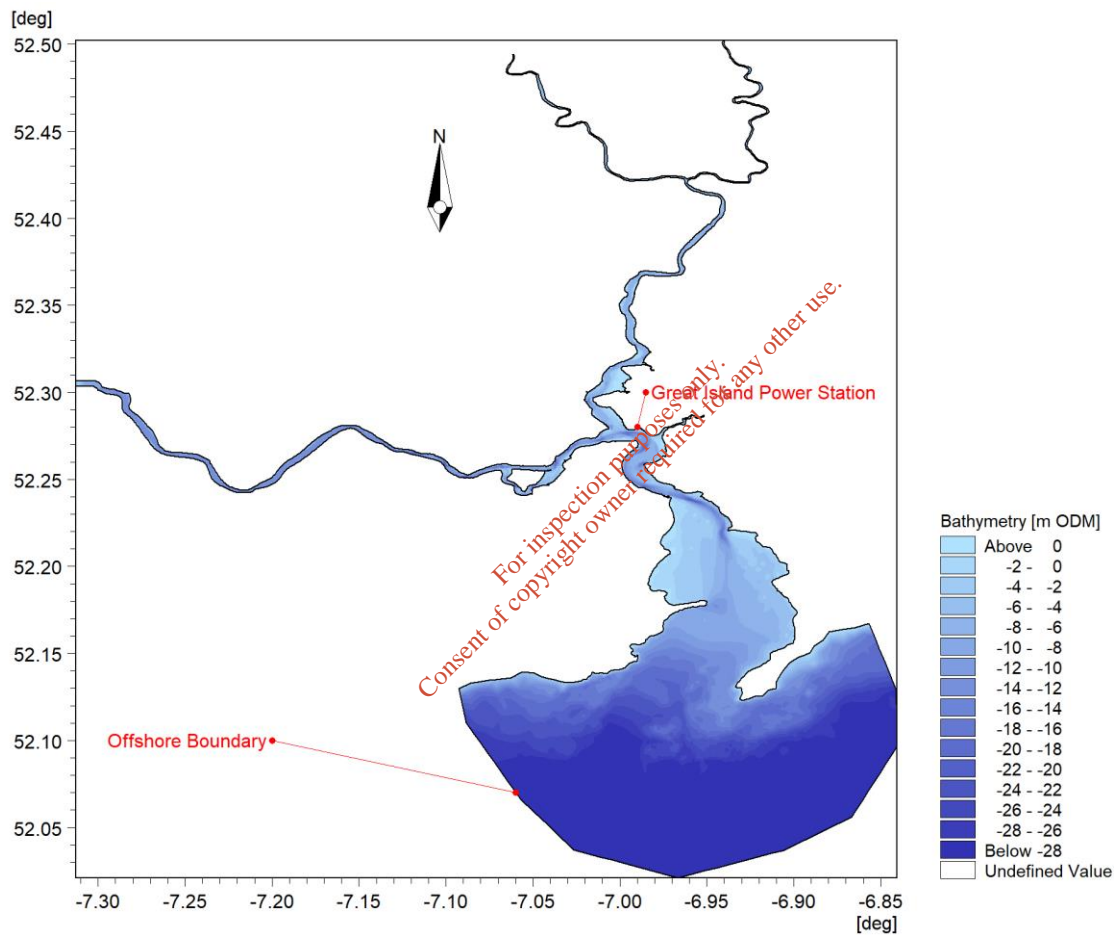 [deg]
52.50
52.45
N
52.40
52.35
For inspection purposes only.
Consent of copyright owner required for any other use.
52.30
Great Island Power Station
52.25
52.20
52.15
52.10
Offshore Boundary
52.05
-7.30 -7.25 -7.20 -7.15 -7.10 -7.05 -7.00 -6.95 -6.90 -6.85
[deg]
Bathymetry [m ODM]
Above 0
-2 - 0
-4 - -2
-6 - -4
-8 - -6
-10 - -8
-12 - -10
-14 - -12
-16 - -14
-18 - -16
-20 - -18
-22 - -20
-24 - -22
-26 - -24
-28 - -26
Below -28
Undefined Value